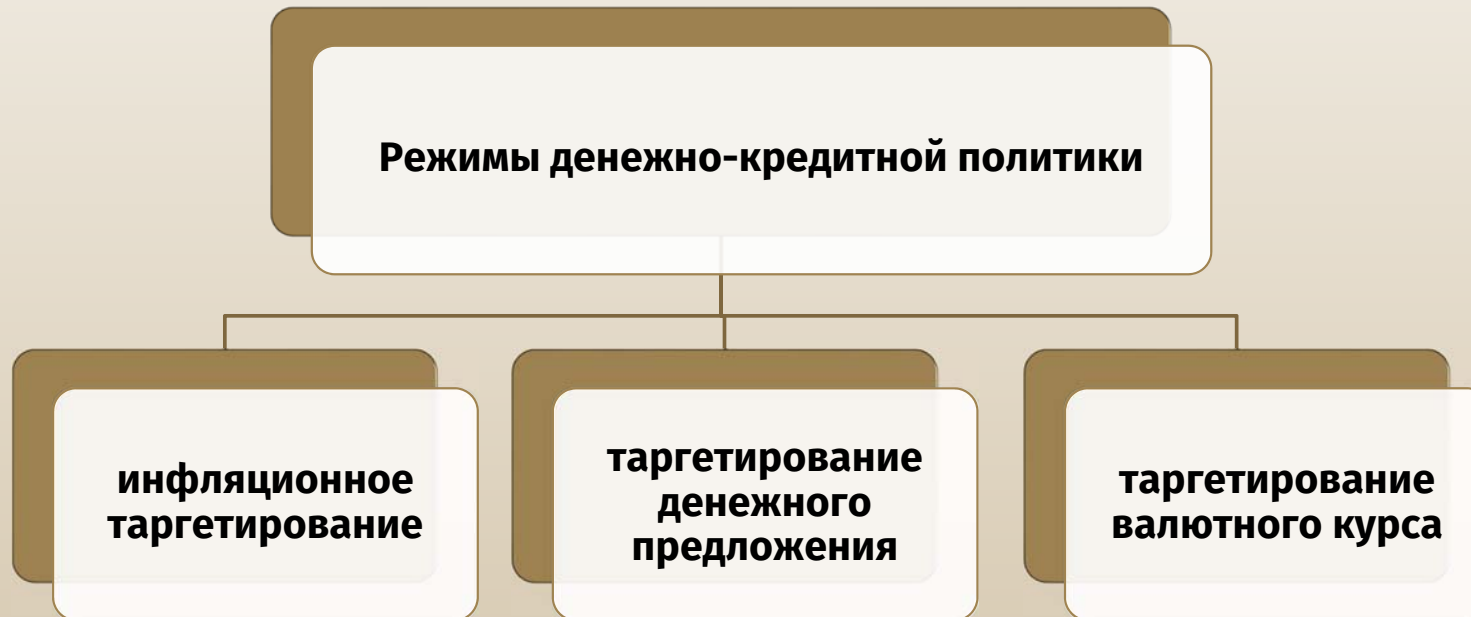 Режимы денежно-кредитной политики
инфляционное
таргетирование
таргетирование
денежного
предложения
таргетирование
валютного курса